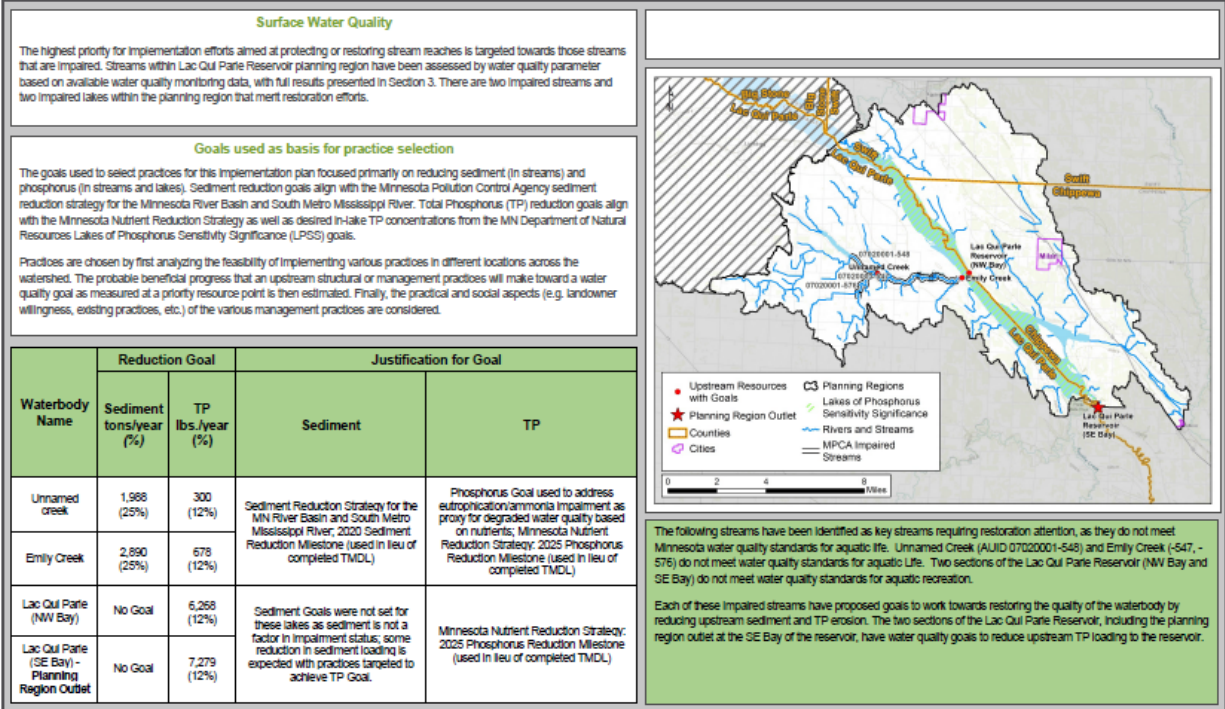 Surface Water Quality
The highest priority for implementation efforts aimed at protecting or restoring stream reaches is targeted towards those streams
that are impaired. Streams within Lac Qui Parle Reservoir planning region have been assessed by water quality parameter
based on available water quality monitoring data, with full results presented in Section 3. There are two impaired streams and
two impaired lakes within the planning region that merit restoration efforts.
Goals used as basis for practice selection
The goals used to select practices for this implementation plan focused primarily on reducing sediment (in streams) and
phosphorus (in streams and lakes). Sediment reduction goals align with the Minnesota Pollution Control Agency sediment
reduction strategy for the Minnesota River Basin and South Metro Mississippi River. Total Phosphorus (TP) reduction goals align
with the Minnesota Nutrient Reduction Strategy as well as desired in-lake TP concentrations from the MN Department of Natural
Resources Lakes of Phosphorus Sensitivity Significance (LPSS) goals.
Practices are chosen by first analyzing the feasibility of implementing various practices in different locations across the
watershed. The probable beneficial progress that an upstream structural or management practices will make toward a water
quality goal as measured at a priority resource point is then estimated. Finally, the practical and social aspects (e.g. landowner
willingness, existing practices, etc.) of the various management practices are considered.
Waterbody
Name
Reduction Goal
Justification for Goal
Sediment
tons/year
(%)
TP
lbs./year
(%)
Sediment
TP
Unnamed
creek
1,988
(25%)
300
(12%)
Sediment Reduction Strategy for the
MN River Basin and South Metro
Mississippi River; 2020 Sediment
Reduction Milestone (used in lieu of
completed TMDL)
Phosphorus Goal used to address
eutrophication/ammonia impairment as
proxy for degraded water quality based
on nutrients; Minnesota Nutrient
Reduction Strategy: 2025 Phosphorus
Reduction Milestone (used in lieu of
completed TMDL)
Emily Creek
2,890
(25%)
678
(12%)
Lac Qui Parle
(NW Bay)
No Goal
6,268
(12%)
Sediment Goals were not set for
these lakes as sediment is not a
factor in impairment status; some
reduction in sediment loading is
expected with practices targeted to
achieve TP Goal.
Minnesota Nutrient Reduction Strategy:
2025 Phosphorus Reduction Milestone
(used in lieu of completed TMDL)
Lac Qui Parle
(SE Bay) -
Planning
Region Outlet
No Goal
7,279
(12%)
Big Stone
Lac Qui Parle
Big Stone
Swift
Swift
Lac Qui Parle
Swift
Chippewa
Milan
Lac Qui Parle
Reservoir
(NW Bay)
07020001-548
Unnamed Creek
07020001-576
Emily Creek
Chippewa
Lac Qui Parle
Lac Qui Parle
Reservoir
(SE Bay)
Upstream Resources
with Goals
Planning Region Outlet
Counties
Cities
Planning Regions
Lakes of Phosphorus
Sensitivity Significance
Rivers and Streams
MPCA Impaired
Streams
0 2 4 8
Miles
The following streams have been identified as key streams requiring restoration attention, as they do not meet
Minnesota water quality standards for aquatic life. Unnamed Creek (AUID 07020001-548) and Emily Creek (-547, -
576) do not meet water quality standards for aquatic Life. Two sections of the Lac Qui Parle Reservoir (NW Bay and
SE Bay) do not meet water quality standards for aquatic recreation.
Each of these impaired streams have proposed goals to work towards restoring the quality of the waterbody by
reducing upstream sediment and TP erosion. The two sections of the Lac Qui Parle Reservoir, including the planning
region outlet at the SE Bay of the reservoir, have water quality goals to reduce upstream TP loading to the reservoir.